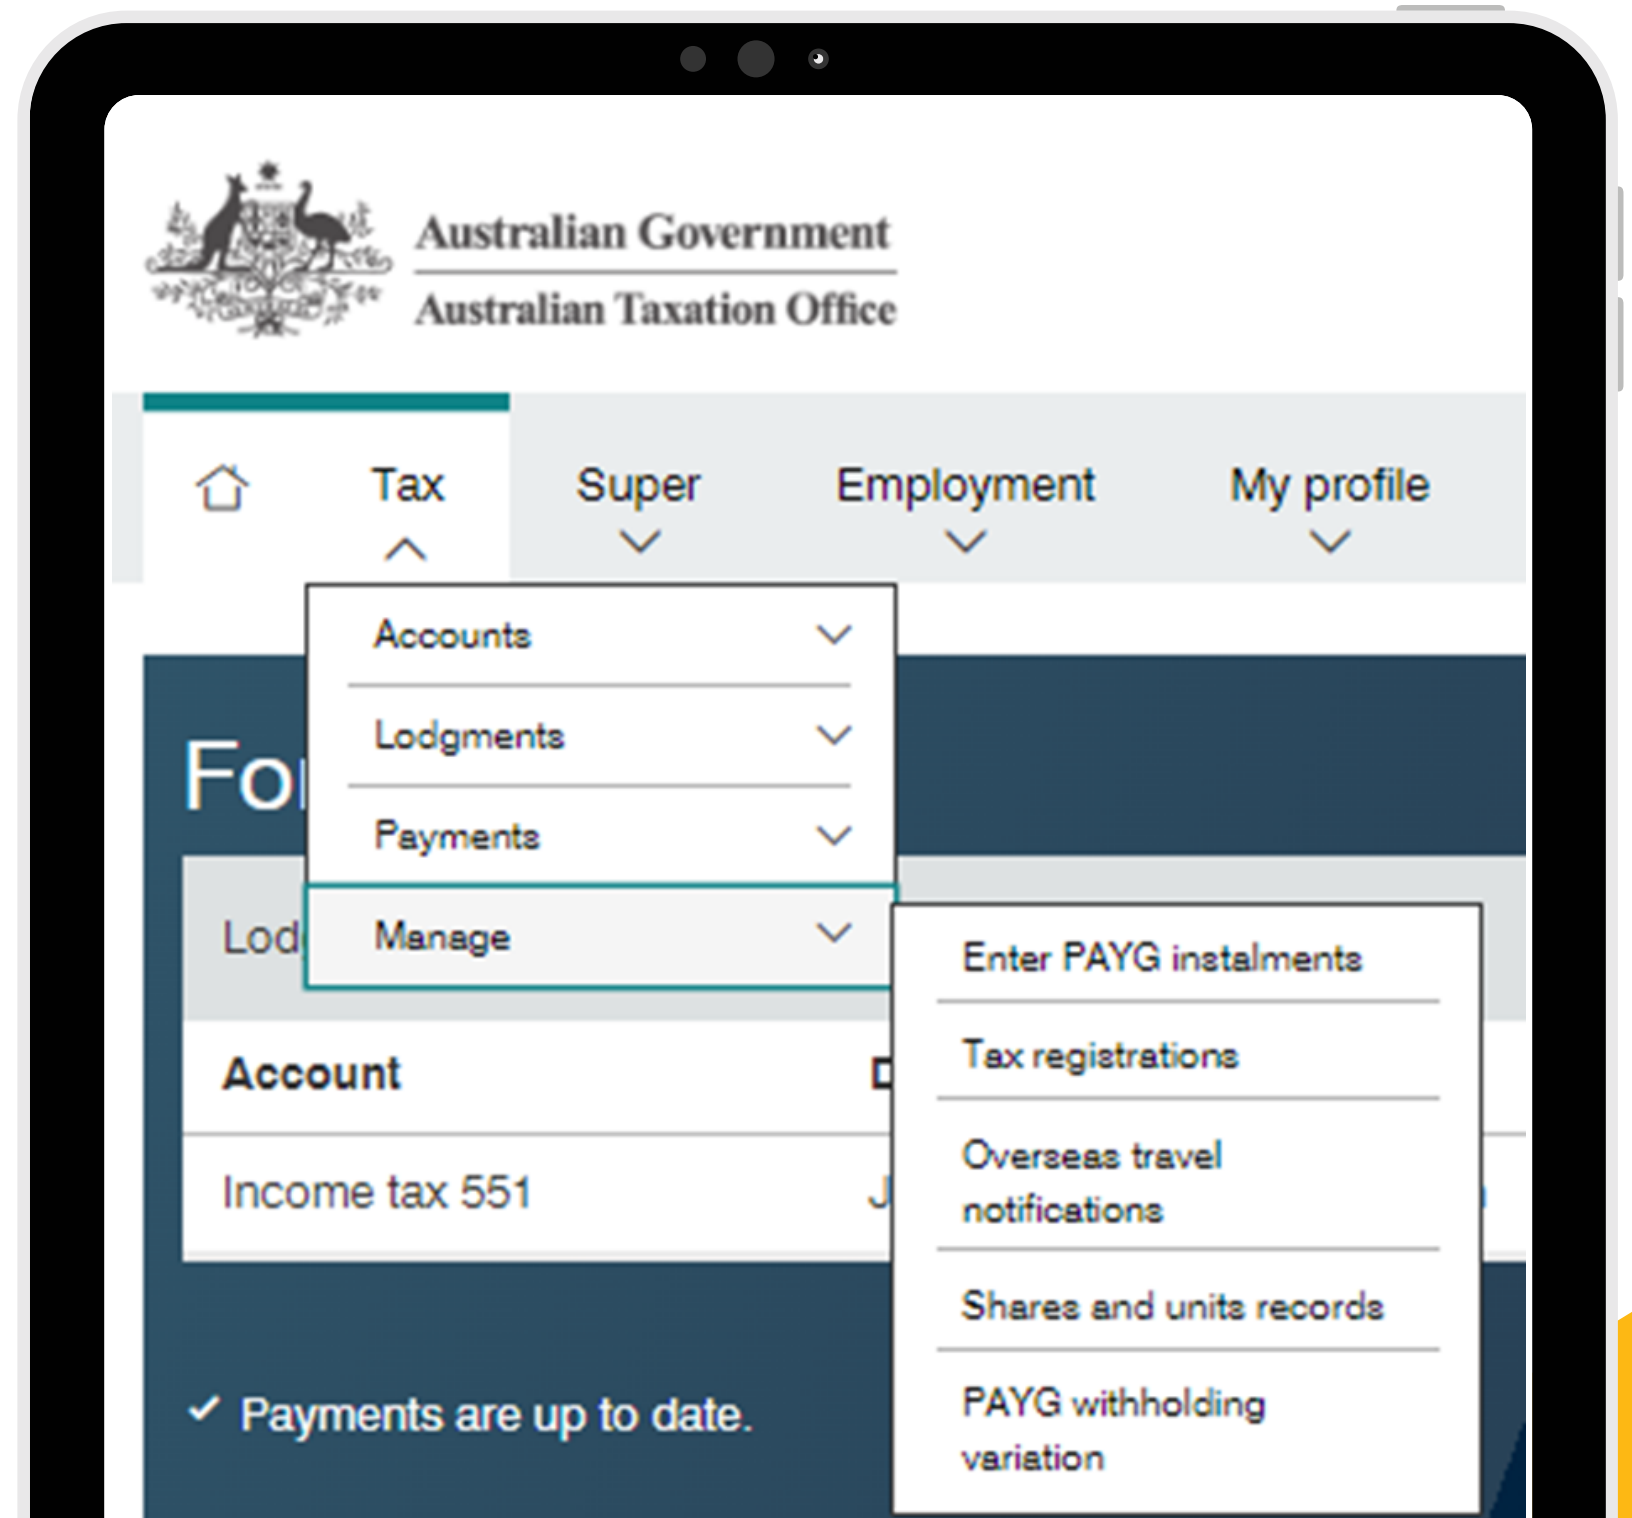 Australian Government
Australian Taxation Office
Tax
Super
Employment
My profile
Accounts
Lodgments
Payments
Manage
Enter PAYG instalments
Tax registrations
Overseas travel
notifications
Shares and units records
PAYG withholding
variation
Account
Income tax 551
Payments are up to date.